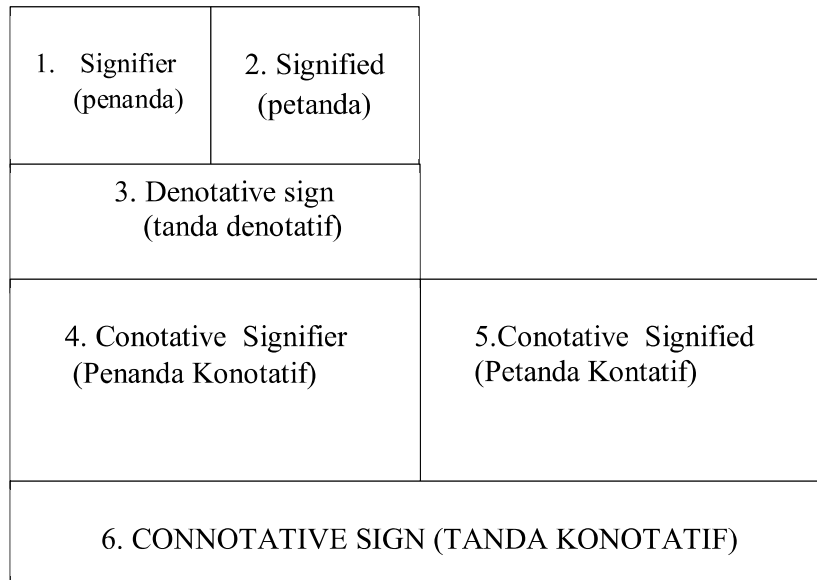 1. Signifier
(penanda)
2. Signified
(petanda)
3. Denotative sign
(tanda denotatif)
4. Conotative Signifier
(Penanda Konotatif)
5.Conotative Signified
(Petanda Kontatif)
6. CONNOTATIVE SIGN (TANDA KONOTATIF)